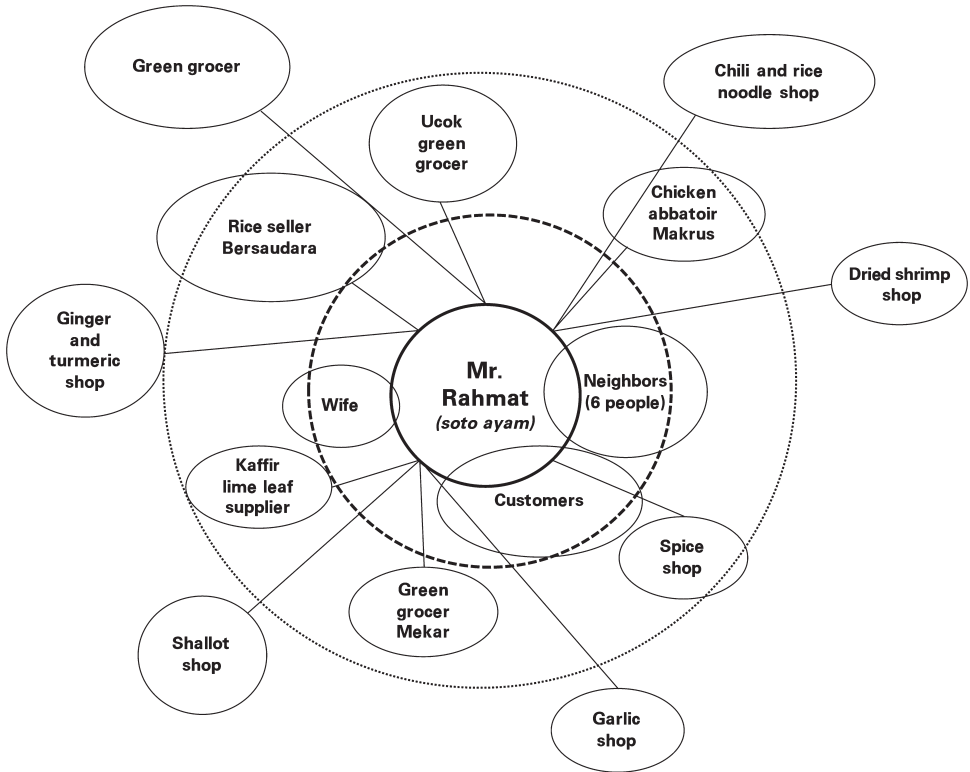 Green grocer
Chili and rice
noodle shop
Ucok
green
grocer
Chicken
abbatoir
Makrus
Rice seller
Bersaudara
Dried shrimp
shop
Ginger
and
turmeric
shop
Mr.
Rahmat
(soto ayam)
Neighbors
(6 people)
Wife
Kaffir
lime leaf
supplier
Customers
Spice
shop
Green
grocer
Mekar
Shallot
shop
Garlic
shop